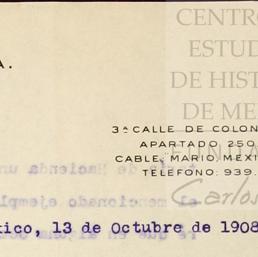 CENTRO
ESTUD
DE HIST
DE ME
A.
3ª CALLE DE COLON
APARTADO 250
CABLE, MARIO, MEXI
TELEFONO: 939.
FUNDA
Carlos
xico, 13 de Octubre de 1908